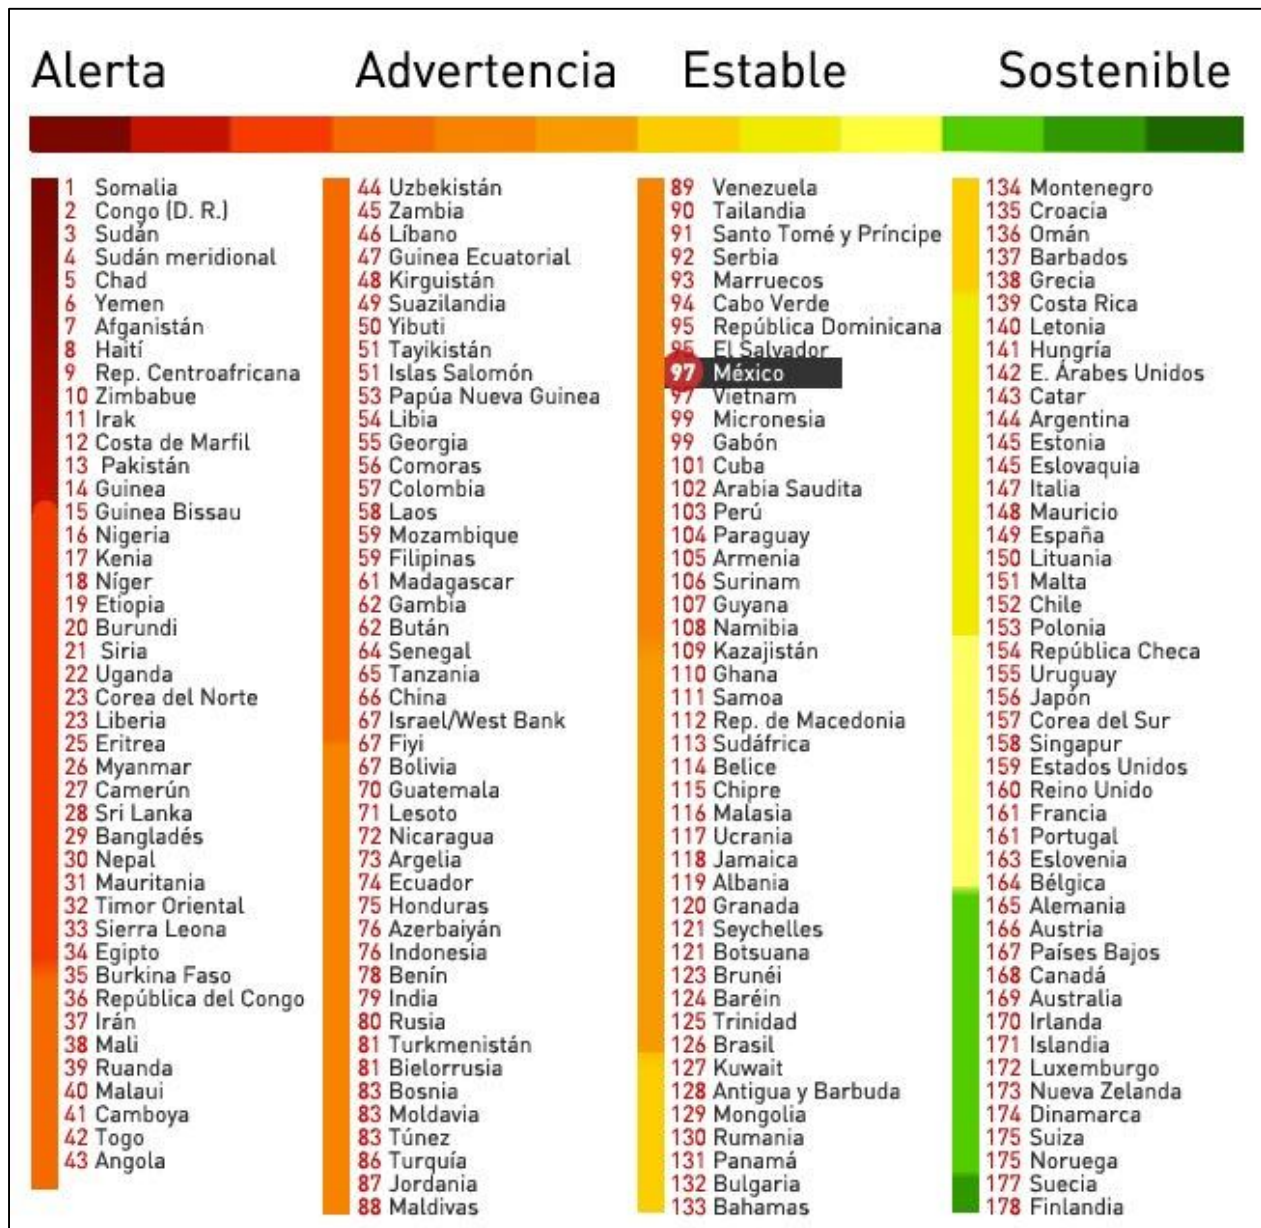 Alerta Advertencia Estable Sostenible
1 Somalia
2 Congo (D. R.)
3 Sudán
4 Sudán meridional
5 Chad
6 Yemen
7 Afganistán
8 Haití
9 Rep. Centroafricana
10 Zimbabue
11 Irak
12 Costa de Marfil
13 Pakistán
14 Guinea
15 Guinea Bissau
16 Nigeria
17 Kenia
18 Níger
19 Etiopia
20 Burundi
21 Siria
22 Uganda
23 Corea del Norte
23 Liberia
25 Eritrea
26 Myanmar
27 Camerún
28 Sri Lanka
29 Bangladés
30 Nepal
31 Mauritania
32 Timor Oriental
33 Sierra Leona
34 Egipto
35 Burkina Faso
36 República del Congo
37 Irán
38 Mali
39 Ruanda
40 Malaui
41 Camboya
42 Togo
43 Angola
44 Uzbekistán
45 Zambia
46 Líbano
47 Guinea Ecuatorial
48 Kirguistán
49 Suazilandia
50 Yibuti
51 Tayikistán
51 Islas Salomón
53 Papúa Nueva Guinea
54 Libia
55 Georgia
56 Comoras
57 Colombia
58 Laos
59 Mozambique
59 Filipinas
61 Madagascar
62 Gambia
62 Bután
64 Senegal
65 Tanzania
66 China
67 Israel/West Bank
67 Fiyi
67 Bolivia
70 Guatemala
71 Lesoto
72 Nicaragua
73 Argelia
74 Ecuador
75 Honduras
76 Azerbaiyán
76 Indonesia
78 Benín
79 India
80 Rusia
81 Turkmenistán
81 Bielorrusia
83 Bosnia
83 Moldavia
83 Túnez
86 Turquía
87 Jordania
88 Maldivas
89 Venezuela
90 Tailandia
91 Santo Tomé y Príncipe
92 Serbia
93 Marruecos
94 Cabo Verde
95 República Dominicana
95 El Salvador
97 México
97 Vietnam
99 Micronesia
99 Gabón
101 Cuba
102 Arabia Saudita
103 Perú
104 Paraguay
105 Armenia
106 Surinam
107 Guyana
108 Namibia
109 Kazajistán
110 Ghana
111 Samoa
112 Rep. de Macedonia
113 Sudáfrica
114 Belice
115 Chipre
116 Malasia
117 Ucrania
118 Jamaica
119 Albania
120 Granada
121 Seychelles
121 Botsuana
123 Brunéi
124 Baréin
125 Trinidad
126 Brasil
127 Kuwait
128 Antigua y Barbuda
129 Mongolia
130 Rumania
131 Panamá
132 Bulgaria
133 Bahamas
134 Montenegro
135 Croacia
136 Omán
137 Barbados
138 Grecia
139 Costa Rica
140 Letonia
141 Hungría
142 E. Árabes Unidos
143 Catar
144 Argentina
145 Estonia
145 Eslovaquia
147 Italia
148 Mauricio
149 España
150 Lituania
151 Malta
152 Chile
153 Polonia
154 República Checa
155 Uruguay
156 Japón
157 Corea del Sur
158 Singapur
159 Estados Unidos
160 Reino Unido
161 Francia
161 Portugal
163 Eslovenia
164 Bélgica
165 Alemania
166 Austria
167 Países Bajos
168 Canadá
169 Australia
170 Irlanda
171 Islandia
172 Luxemburgo
173 Nueva Zelanda
174 Dinamarca
175 Suiza
175 Noruega
177 Suecia
178 Finlandia